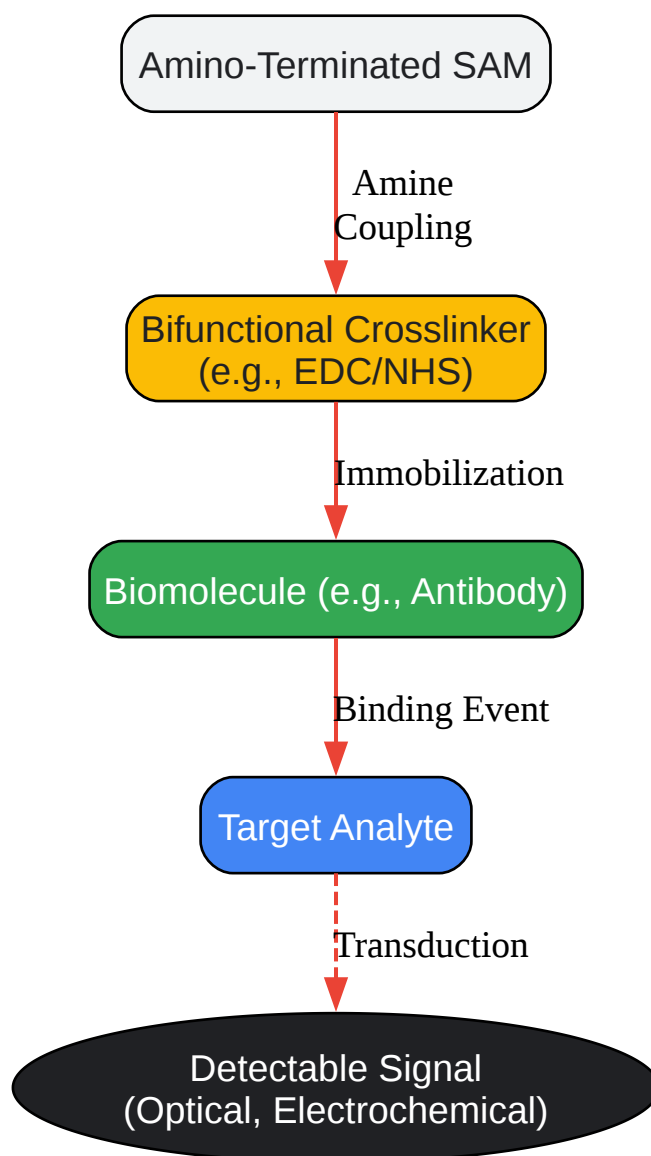 Amino-Terminated SAM
Amine
Coupling
Bifunctional Crosslinker
(e.g., EDC/NHS)
Immobilization
Biomolecule (e.g., Antibody)
Binding Event
Target Analyte
Transduction
Detectable Signal
(Optical, Electrochemical)